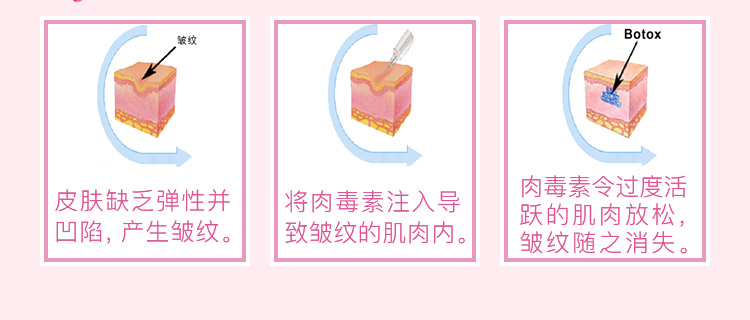 皱纹
皮肤缺乏弹性并
凹陷,产生皱纹。
将肉毒素注入导
致皱纹的肌肉内。
Botox
肉毒素令过度活
跃的肌肉放松,
皱纹随之消失。